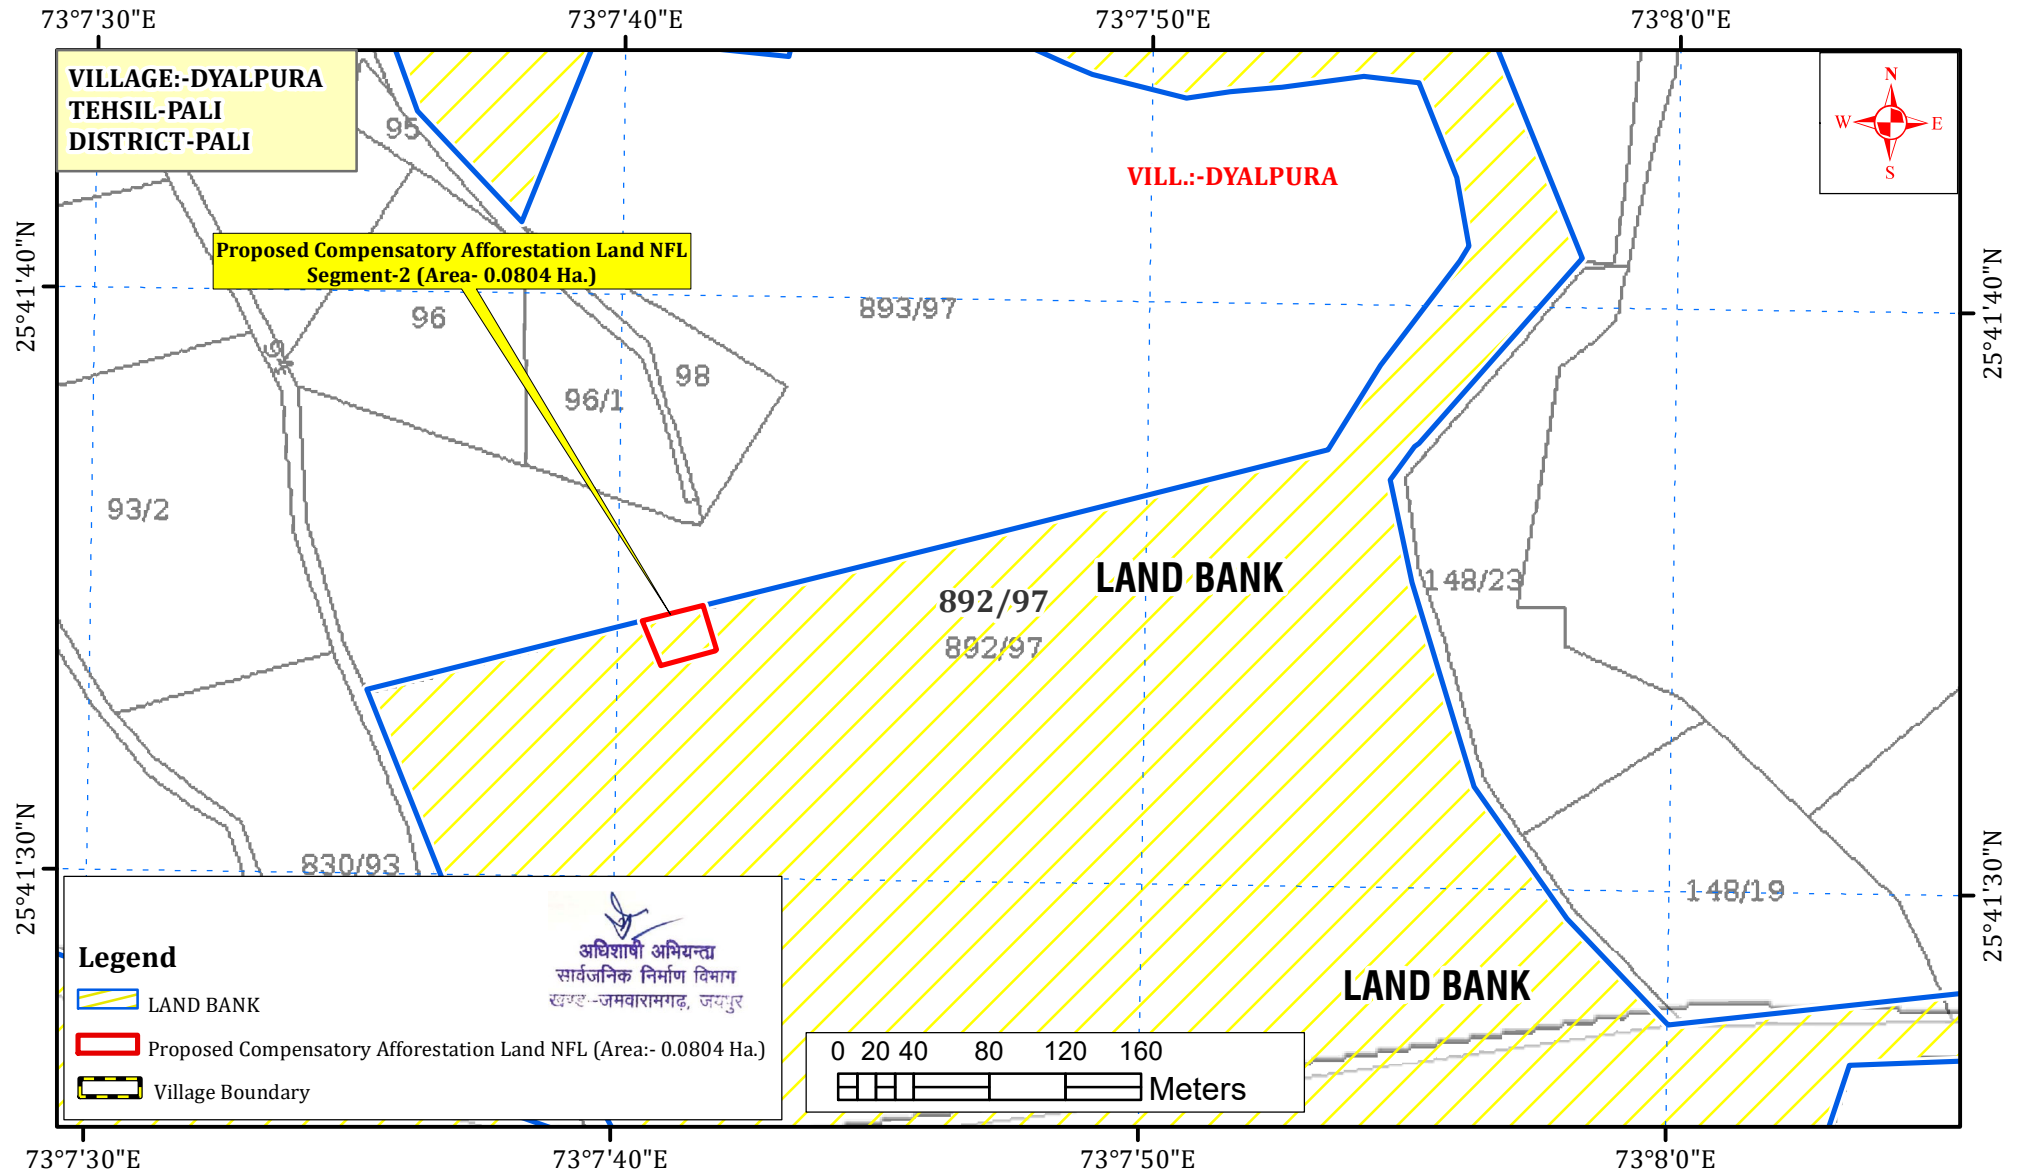 73°7'30"E
73°7'40"E
73°7'50"E
73°8'0"E
VILLAGE:-DYALPURA
TEHSIL-PALI
DISTRICT-PALI
N
W
E
S
95
VILL.:-DYALPURA
Proposed Compensatory Afforestation Land NFL
Segment-2 (Area- 0.0804 Ha.)
25°41'40"N
25°41'40"N
893/97
96
94
98
96/1
93/2
LAND BANK
148/23
892/97
892/97
830/93
25°41'30"N
25°41'30"N
148/19
LAND BANK
Legend
LAND BANK
Proposed Compensatory Afforestation Land NFL (Area:- 0.0804 Ha.)
Village Boundary
अधिशाषी अभियन्ता
सार्वजनिक निर्माण विभाग
खण्ड-जमवारामगढ़, जयपुर
0 20 40 80 120 160
Meters
73°7'30"E
73°7'40"E
73°7'50"E
73°8'0"E